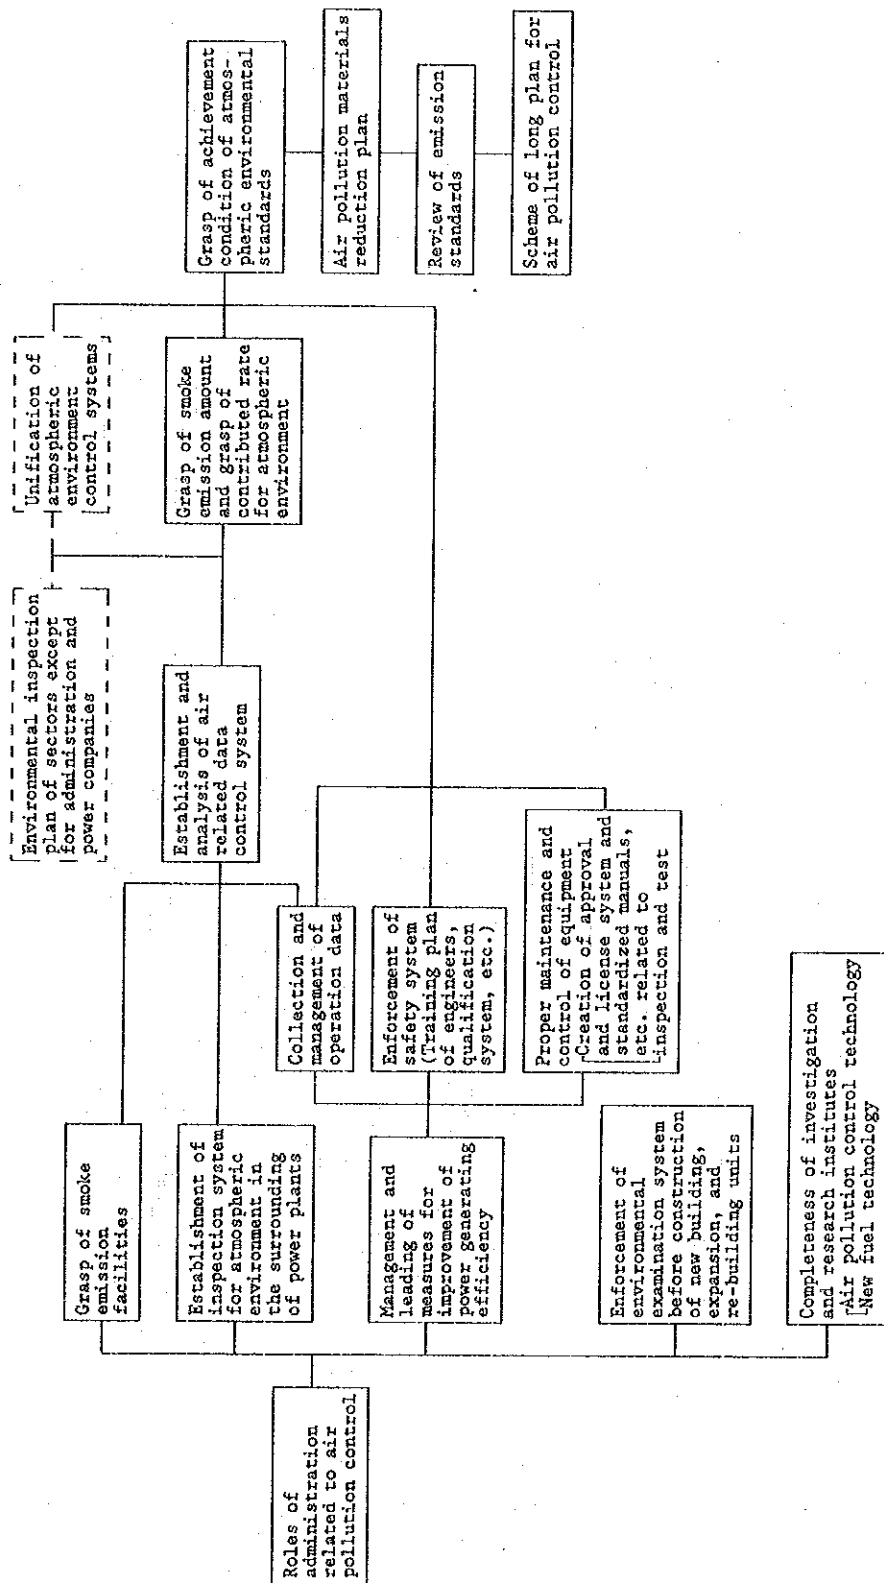 Roles of
administration
related to air
pollution control
Grasp of smoke
emission
facilities
Establishment of
inspection system
for atmospheric
environment in
the surrounding
of power plants
Management and
leading of
measures for
improvement of
power generating
efficiency
Enforcement of
environmental
examination system
before construction
of new building,
expansion, and
re-building units
Completeness of investigation
and research institutes
Air pollution control technology
New fuel technology
Collection and
management of
operation data
Enforcement of
safety system
(Training plan
of engineers,
qualification
system, etc.)
Proper maintenance and
control of equipment
Creation of approval
and license system and
standardized manuals,
etc. related to
inspection and test
Establishment and
analysis of air
related data
control system
Environmental inspection
plan of sectors except
for administration and
power companies
Unification of
atmospheric
environment
control systems
Grasp of smoke
emission amount
and grasp of
contributed rate
for atmospheric
environment
Grasp of achievement
condition of atmos-
pheric environmental
standards
Air pollution materials
reduction plan
Review of emission
standards
Scheme of long plan for
air pollution control